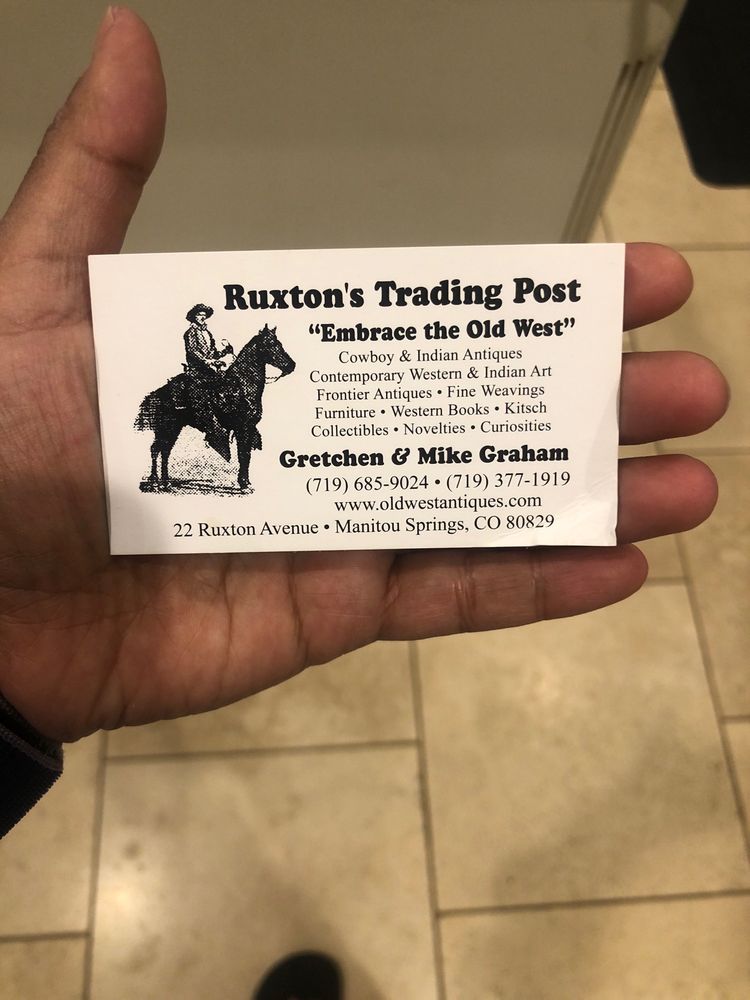 Ruxton's Trading Post
“Embrace the Old West”
Cowboy & Indian Antiques
Contemporary Western & Indian Art
Frontier Antiques • Fine Weavings
Furniture • Western Books • Kitsch
Collectibles • Novelties • Curiosities
Gretchen & Mike Graham
(719) 685-9024 • (719) 377-1919
www.oldwestantiques.com
22 Ruxton Avenue • Manitou Springs, CO 80829